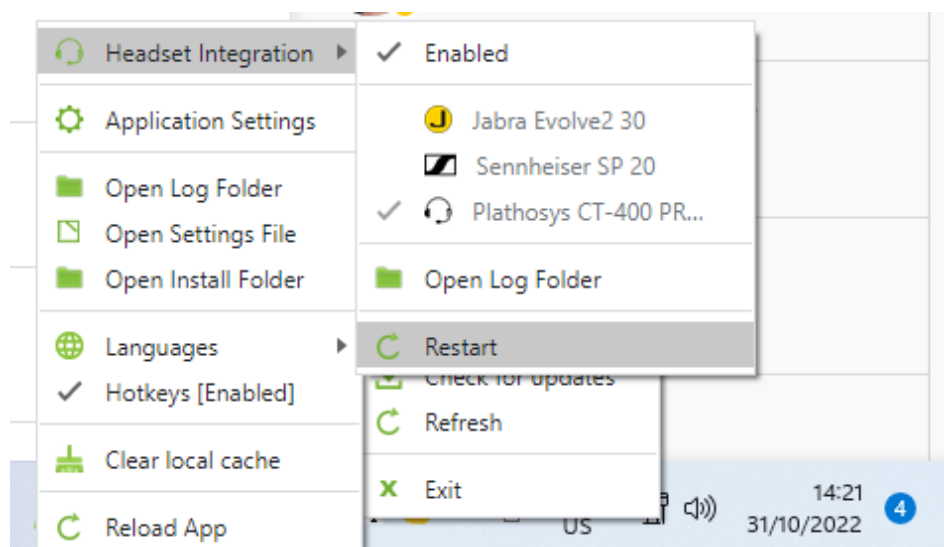 Headset Integration
Application Settings
Open Log Folder
Open Settings File
Open Install Folder
Languages
Hotkeys [Enabled]
Clear local cache
Reload App
Enabled
Jabra Evolve2 30
Sennheiser SP 20
Plathosys CT-400 PR...
Open Log Folder
Restart
Check for updates
Refresh
Exit
US
14:21
31/10/2022
4